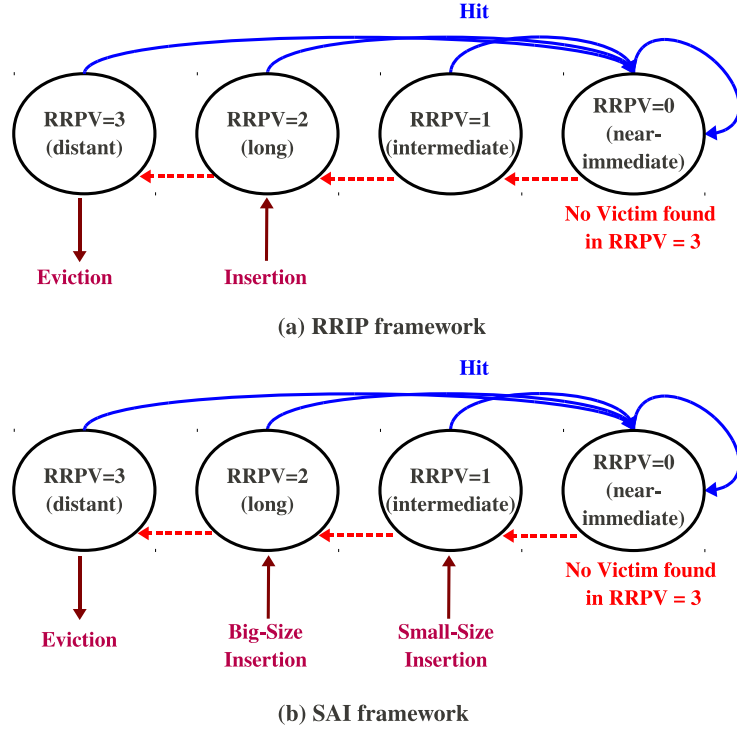 Hit
RRPV=3
(distant)
RRPV=2
(long)
RRPV=1
(intermediate)
RRPV=0
(near-
immediate)
No Victim found
in RRPV = 3
Eviction
Insertion
(a) RRIP framework
Hit
RRPV=3
(distant)
RRPV=2
(long)
RRPV=1
(intermediate)
RRPV=0
(near-
immediate)
No Victim found
in RRPV = 3
Eviction
Big-Size
Insertion
Small-Size
Insertion
(b) SAI framework